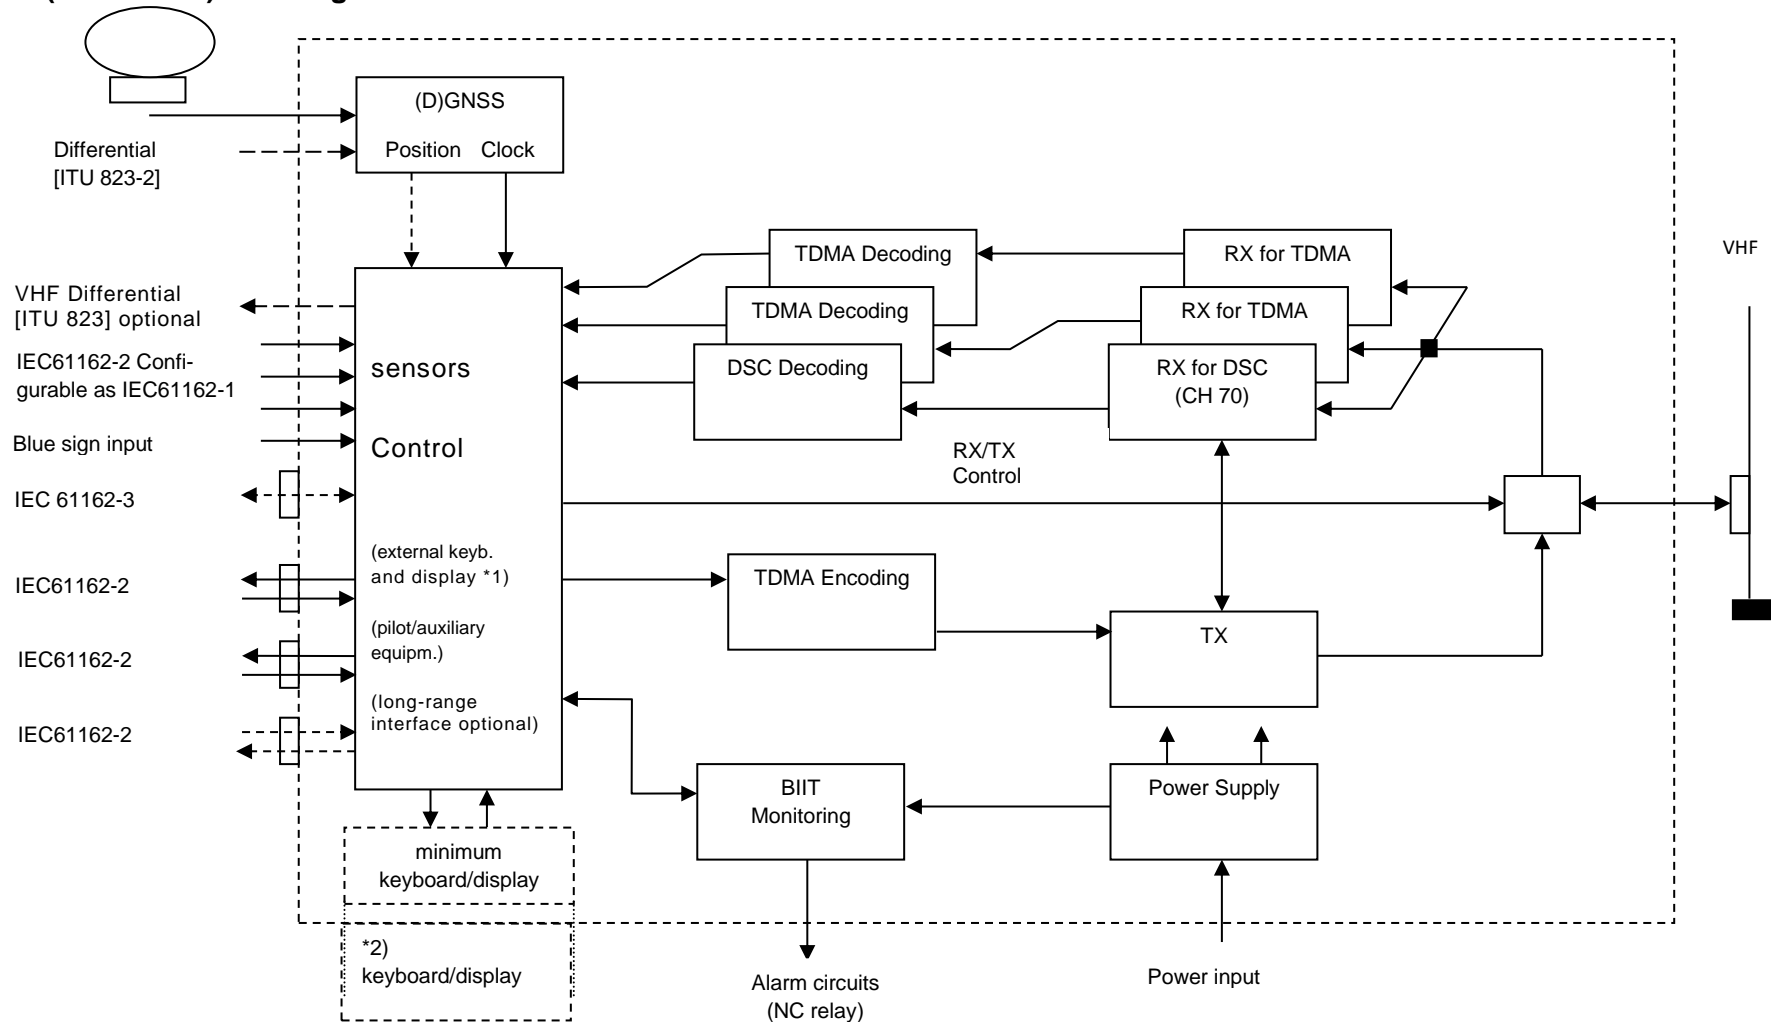 (D)GNSS
Position Clock
Differential
[ITU 823-2]
VHF Differential
[ITU 823] optional
IEC61162-2 Confi-
gurable as IEC61162-1
Blue sign input
IEC 61162-3
IEC61162-2
IEC61162-2
IEC61162-2
sensors
Control
(external keyb.
and display *1)
(pilot/auxiliary
equipm.)
(long-range
interface optional)
TDMA Decoding
TDMA Decoding
DSC Decoding
RX for TDMA
RX for TDMA
RX for DSC
(CH 70)
VHF
RX/TX
Control
TDMA Encoding
TX
BIIT
Monitoring
Power Supply
minimum
keyboard/display
*2)
keyboard/display
Alarm circuits
(NC relay)
Power input